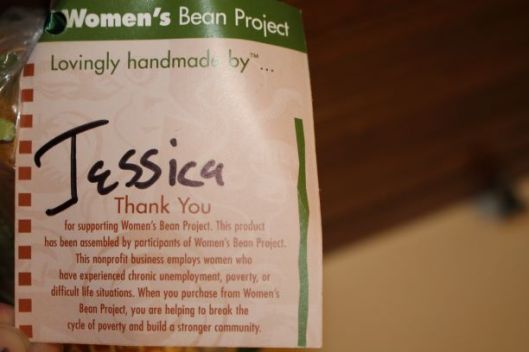 Women's Bean Project
Lovingly handmade by™...
Jessica
Thank You
for supporting Women's Bean Project. This product
has been assembled by participants of Women's Bean Project.
This nonprofit business employs women who
have experienced chronic unemployment, poverty, or
difficult life situations. When you purchase from Women's
Bean Project, you are helping to break the
cycle of poverty and build a stronger community.